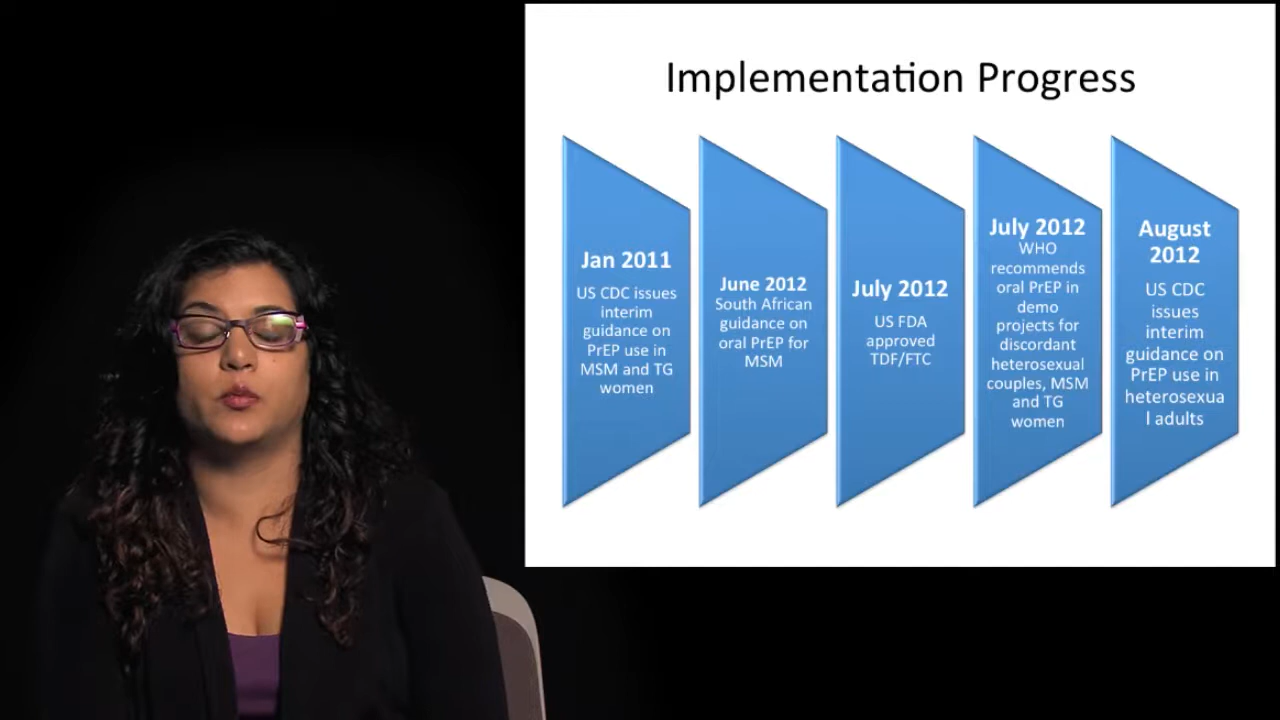 Implementation Progress
Jan 2011
US CDC issues
interim
guidance on
PrEP use in
MSM and TG
women
June 2012
South African
guidance on
oral PrEP for
MSM
July 2012
US FDA
approved
TDF/FTC
July 2012
WHO
recommends
oral PrEP in
demo
projects for
discordant
heterosexual
couples, MSM
and TG
women
August
2012
US CDC
issues
interim
guidance on
PrEP use in
heterosexua
l adults